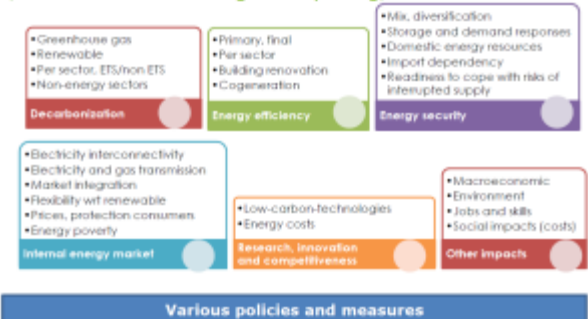 •Greenhouse gas
•Renewable
•Per sector, ETS/non ETS
•Non-energy sectors
Decarbonization
•Primary, final
•Per sector
•Building renovation
•Cogeneration
Energy efficiency
•Mix, diversification
•Storage and demand responses
•Domestic energy resources
•Import dependency
•Readiness to cope with risks of
interrupted supply
Energy security
•Electricity interconnectivity
•Electricity and gas transmission
•Market integration
•Flexibility wrt renewable
•Prices, protection consumers
•Energy poverty
Internal energy market
•Low-carbon-technologies
•Energy costs
Research, innovation
and competitiveness
•Macroeconomic
•Environment
•Jobs and skills
•Social impacts (costs)
Other impacts
Various policies and measures